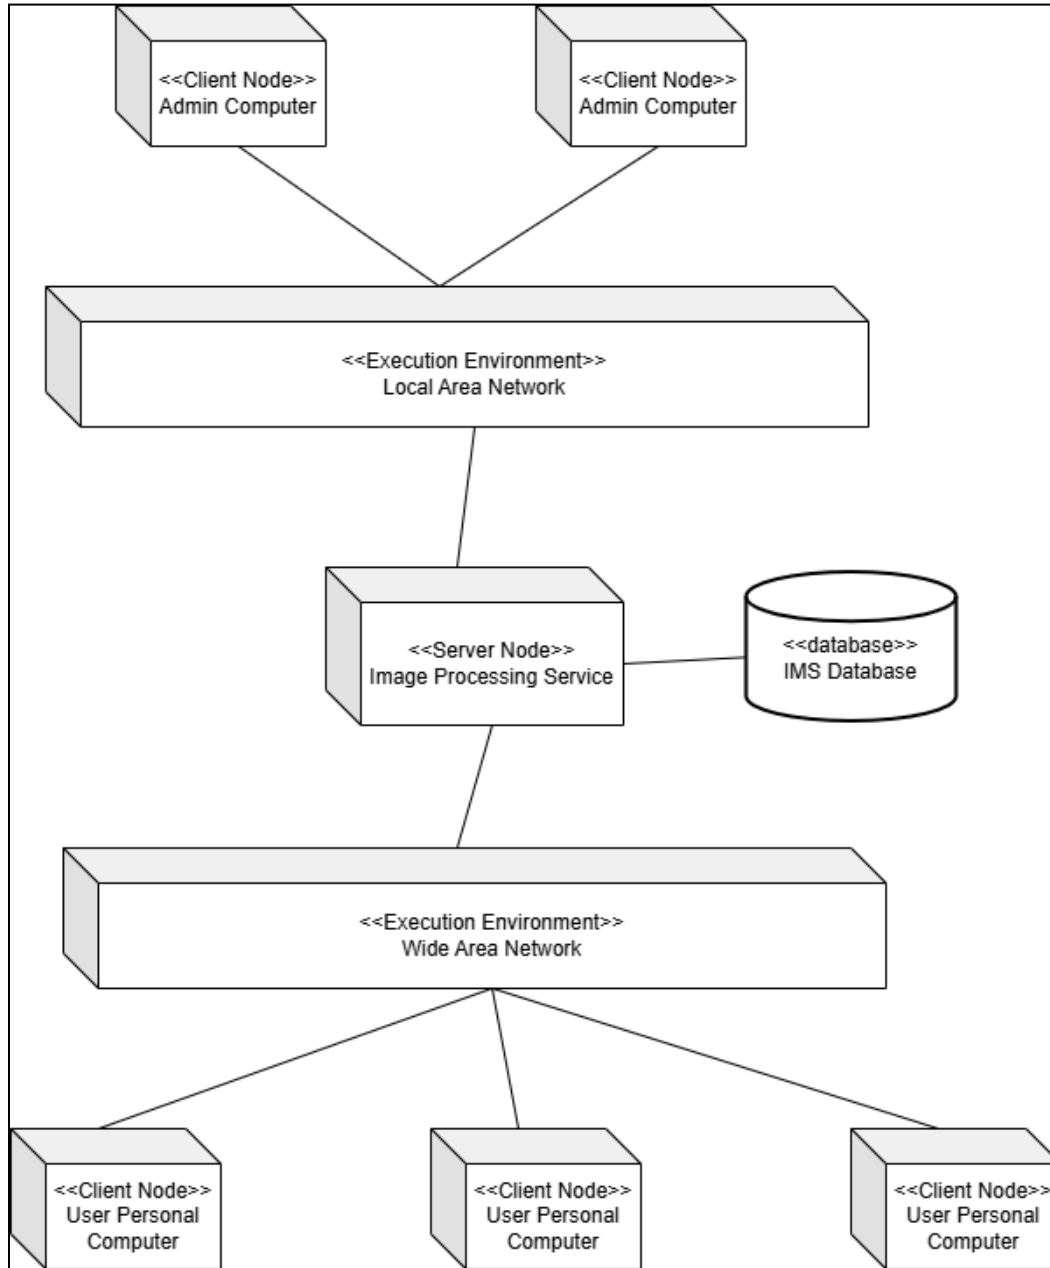 <<Client Node>>
Admin Computer
<<Client Node>>
Admin Computer
<<Execution Environment>>
Local Area Network
<<Server Node>>
Image Processing Service
<<database>>
IMS Database
<<Execution Environment>>
Wide Area Network
<<Client Node>>
User Personal
Computer
<<Client Node>>
User Personal
Computer
<<Client Node>>
User Personal
Computer